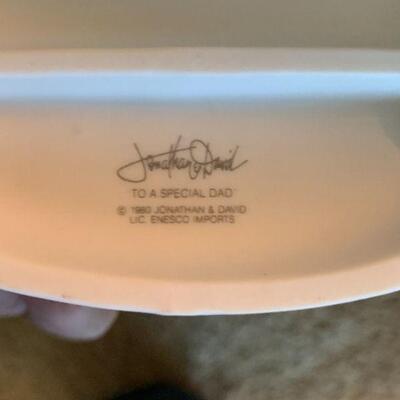 Jonathan & David
TO A SPECIAL DAD
© 1980 JONATHAN & DAVID
LIC. ENESCO IMPORTS